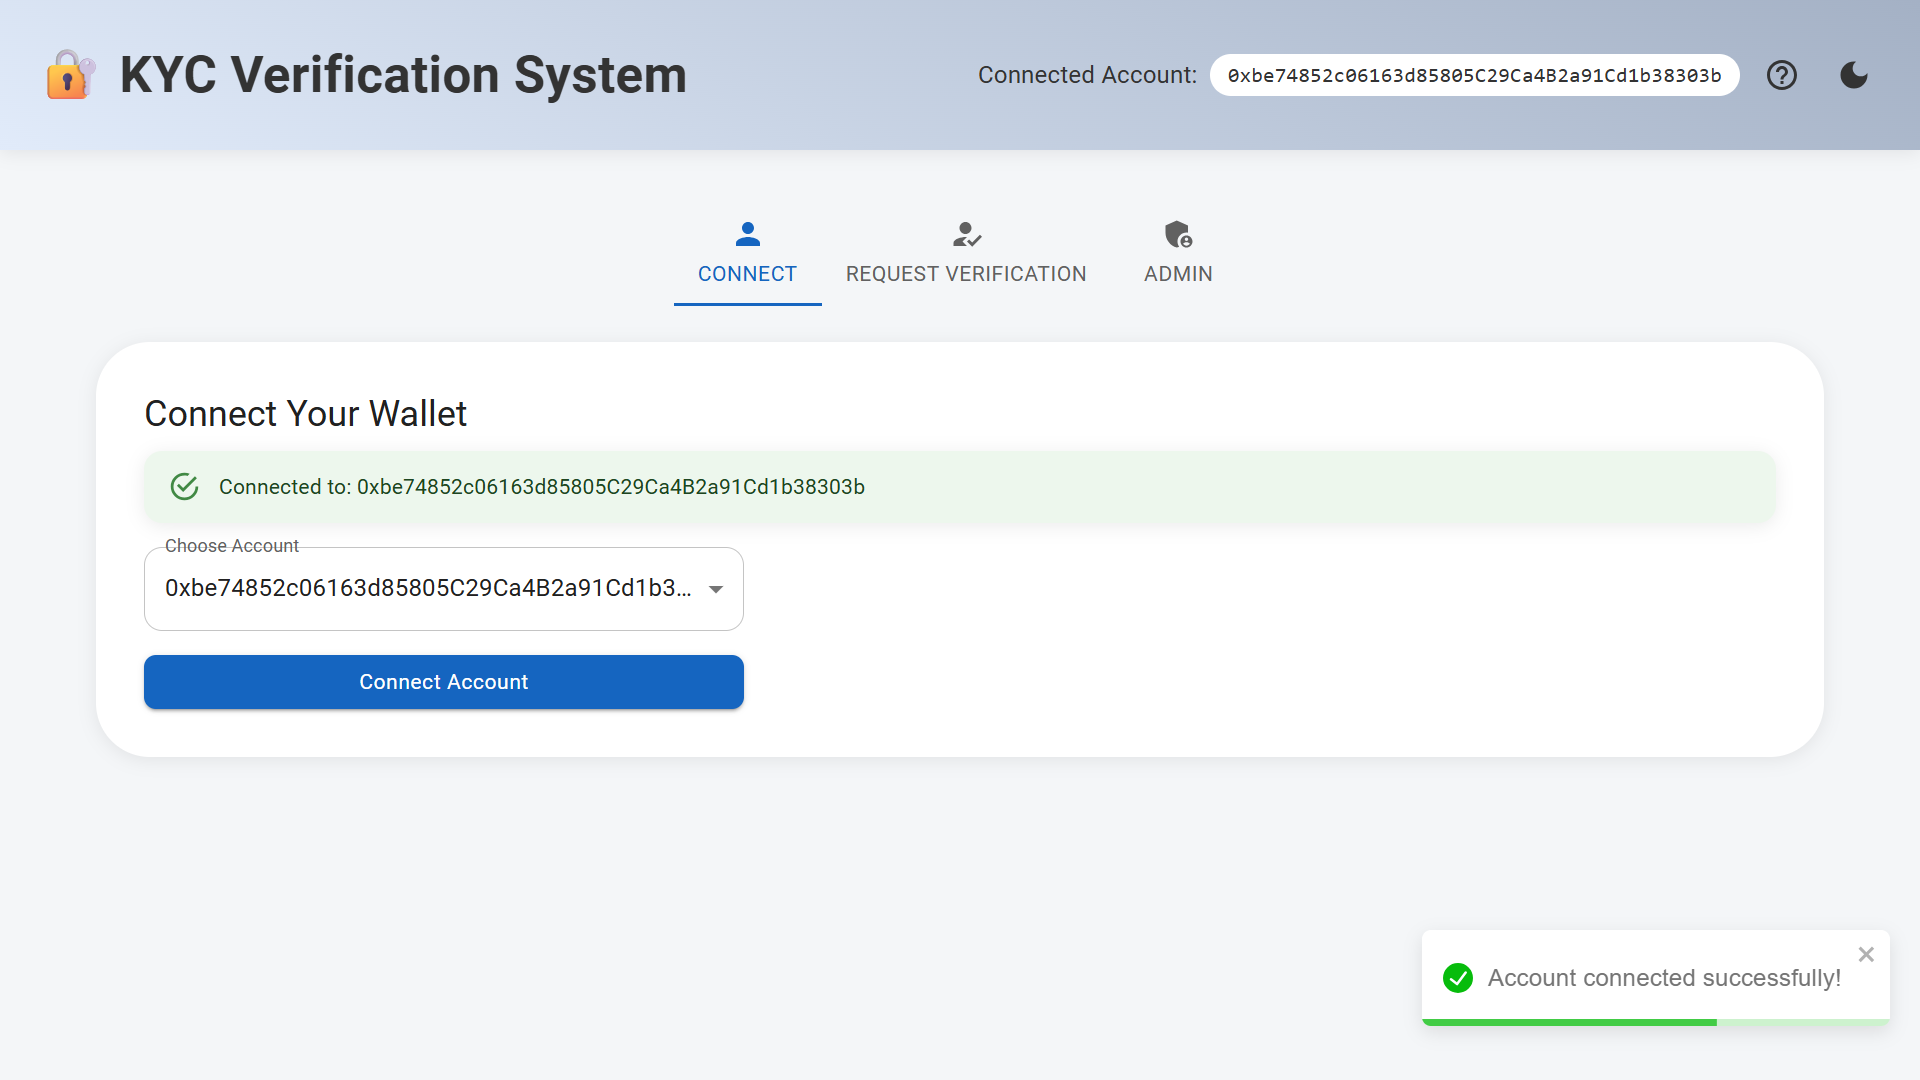 KYC Verification System
Connected Account: 0xbe74852c06163d85805C29Ca4B2a91Cd1b38303b
CONNECT
REQUEST VERIFICATION
ADMIN
Connect Your Wallet
Connected to: 0xbe74852c06163d85805C29Ca4B2a91Cd1b38303b
Choose Account
0xbe74852c06163d85805C29Ca4B2a91Cd1b3...
Connect Account
Account connected successfully!